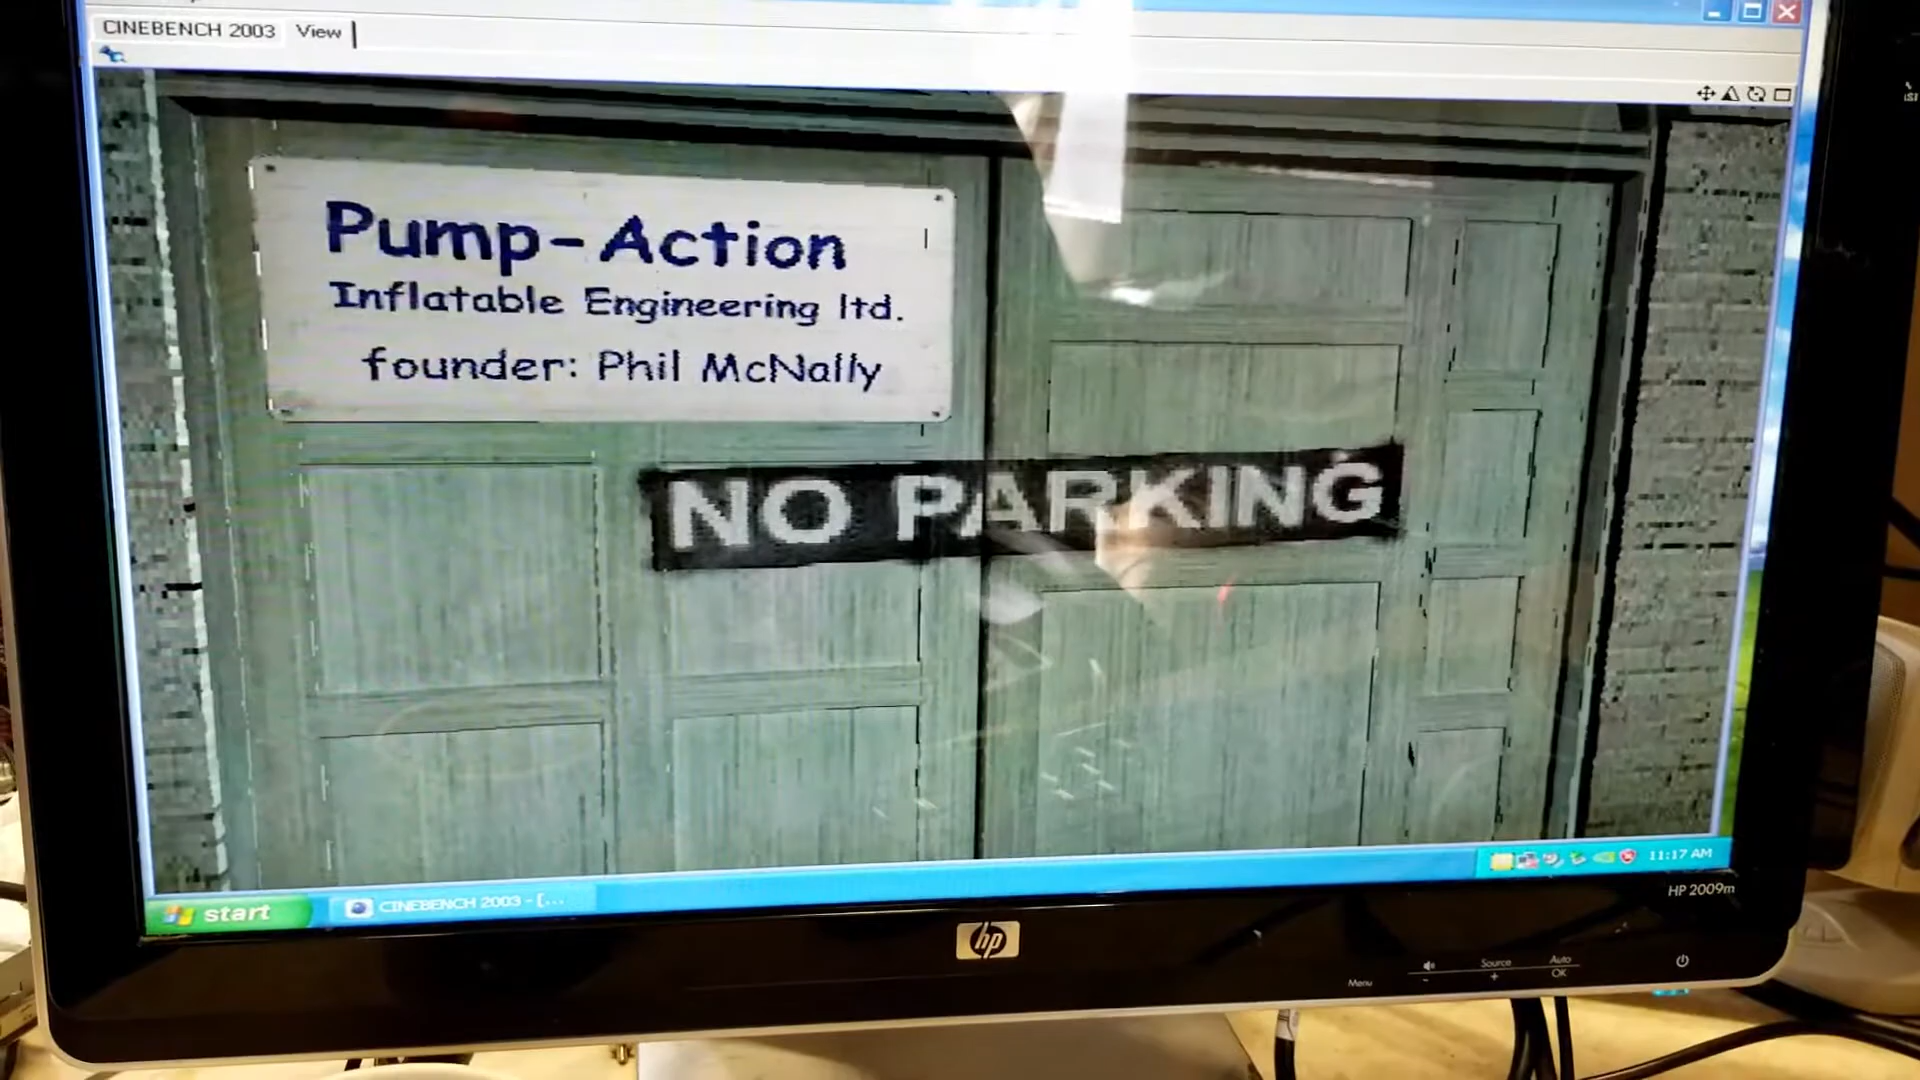 CINEBENCH 2003 View
Pump-Action
Inflatable Engineering ltd.
founder: Phil McNally
NO PARKING
11:17 AM
start
CINEBENCH 2003 - [...
HP 2009m
hp
Menu
-
Source
+
Auto
OK